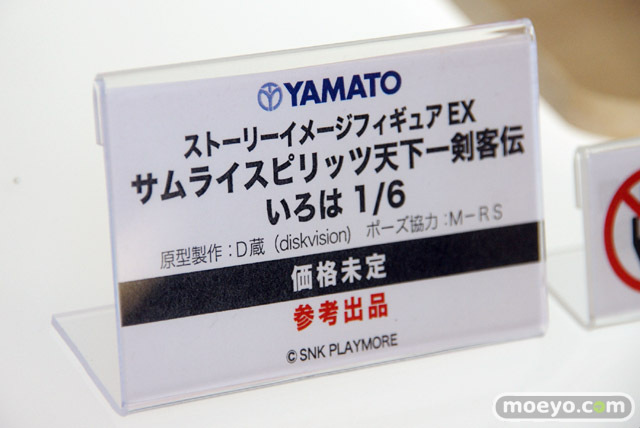 YAMATO
ストーリーイメージフィギュアEX
サムライスピリッツ天下一剣客伝
いろは 1/6
原型製作：D蔵（diskvision） ポーズ協力：M－RS
価格未定
参考出品
© SNK PLAYMORE
moeyo.com